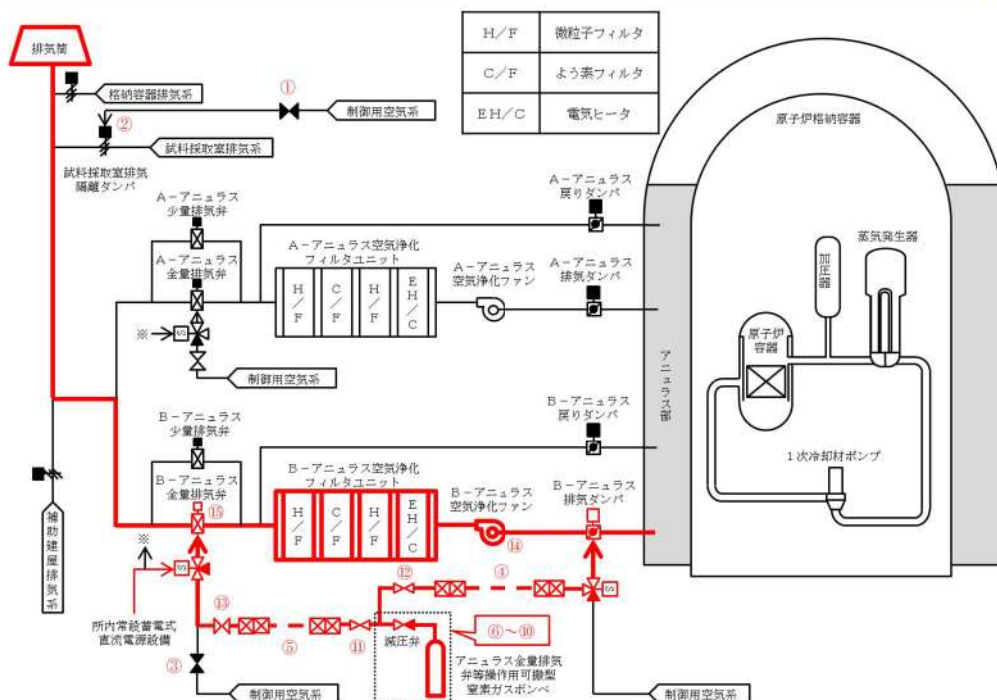 排気筒
格納容器排気系
①
制御用空気系
②
試料採取室排気系
試料採取室排気
隔離ダンパ
H/F 微粒子フィルタ
C/F よう素フィルタ
EH/C 電気ヒータ
原子炉格納容器
A-アニュラス
戻りダンパ
A-アニュラス
少量排気弁
A-アニュラス
全量排気弁
A-アニュラス空気浄化
フィルタユニット
A-アニュラス
空気浄化ファン
A-アニュラス
排気ダンパ
H/F
C/F
H/F
EH/C
※
S
制御用空気系
蒸気発生器
加圧器
原子炉
容器
アニュラス部
1次冷却材ポンプ
B-アニュラス
戻りダンパ
B-アニュラス
少量排気弁
B-アニュラス
全量排気弁
B-アニュラス空気浄化
フィルタユニット
B-アニュラス
空気浄化ファン
B-アニュラス
排気ダンパ
⑮
H/F
C/F
H/F
EH/C
⑭
補助建屋排気系
※
S
⑫
④
S
所内常設蓄電式
直流電源設備
⑬
⑤
⑪
減圧弁
⑥~⑩
③
アニュラス全量排気
弁等操作用可搬型
窒素ガスボンベ
制御用空気系
制御用空気系